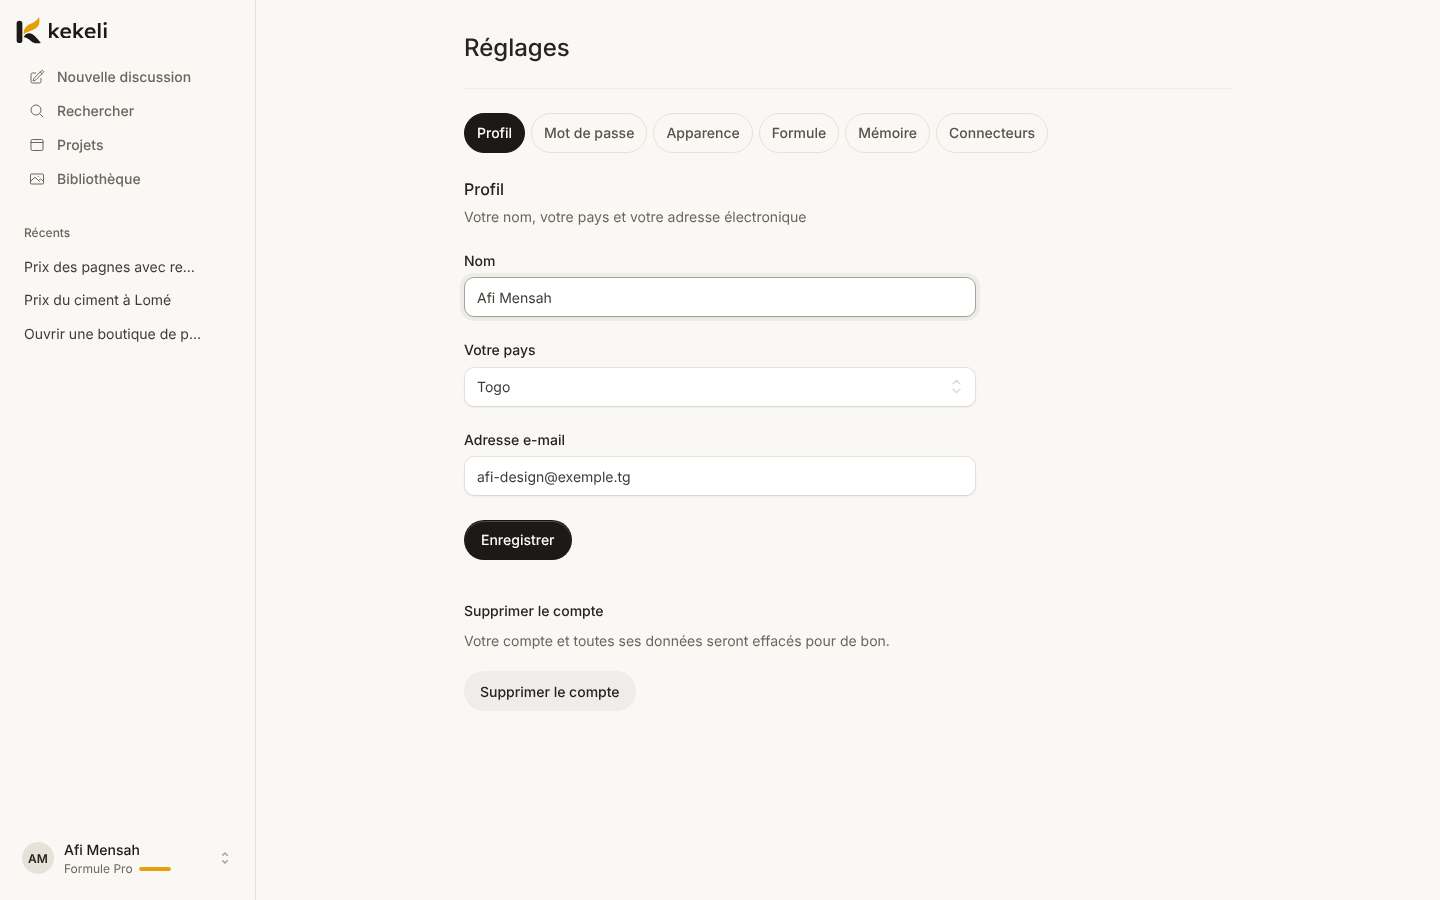 kekeli
Nouvelle discussion
Rechercher
Projets
Bibliothèque
Récents
Prix des pagnes avec re...
Prix du ciment à Lomé
Ouvrir une boutique de p...
AM
Afi Mensah
Formule Pro
Réglages
Profil
Mot de passe
Apparence
Formule
Mémoire
Connecteurs
Profil
Votre nom, votre pays et votre adresse électronique
Nom
Afi Mensah
Votre pays
Togo
Adresse e-mail
afi-design@exemple.tg
Enregistrer
Supprimer le compte
Votre compte et toutes ses données seront effacés pour de bon.
Supprimer le compte